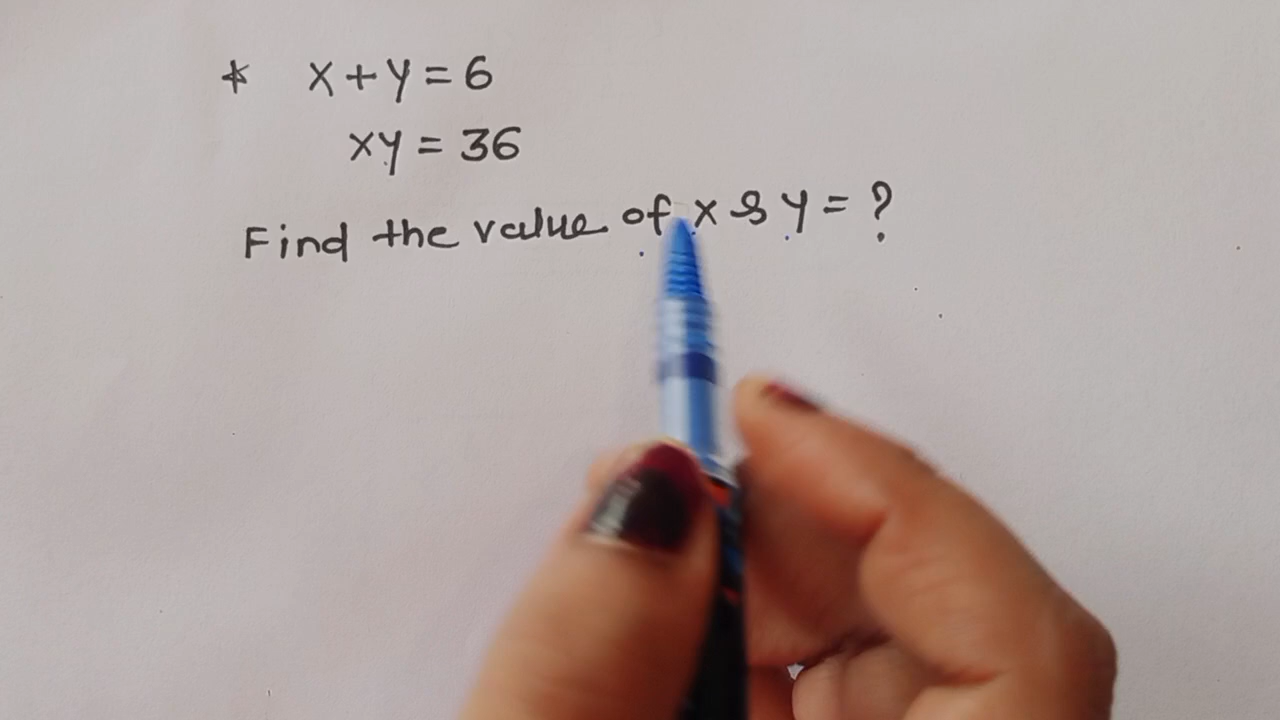 * x + y = 6
xy = 36
Find the value of x & y = ?